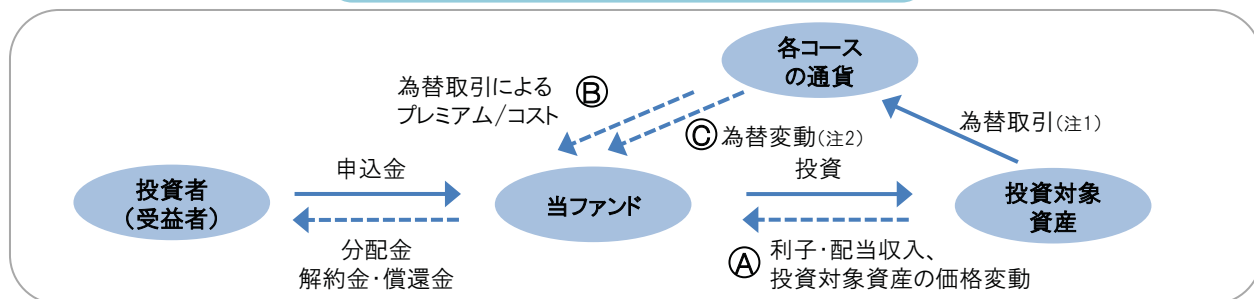 各コース
の通貨
為替取引による
プレミアム/コスト
Ⓑ
Ⓒ為替変動(注2)
為替取引(注1)
申込金
投資
投資者
(受益者)
当ファンド
投資対象
資産
分配金
解約金・償還金
Ⓐ
利子・配当収入、
投資対象資産の価格変動